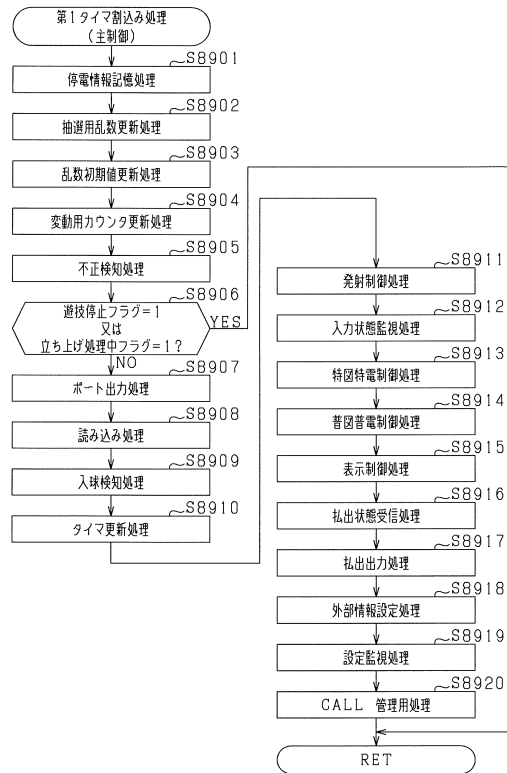 第１タイマ割込み処理
（主制御）
S8901
停電情報記憶処理
S8902
抽選用乱数更新処理
S8903
乱数初期値更新処理
S8904
変動用カウンタ更新処理
S8905
不正検知処理
S8906
遊技停止フラグ＝１
又は
立ち上げ処理中フラグ＝１？
YES
NO
S8907
ポート出力処理
S8908
読み込み処理
S8909
入球検知処理
S8910
タイマ更新処理
S8911
発射制御処理
S8912
入力状態監視処理
S8913
特図特電制御処理
S8914
普図普電制御処理
S8915
表示制御処理
S8916
払出状態受信処理
S8917
払出出力処理
S8918
外部情報設定処理
S8919
設定監視処理
S8920
CALL 管理用処理
RET